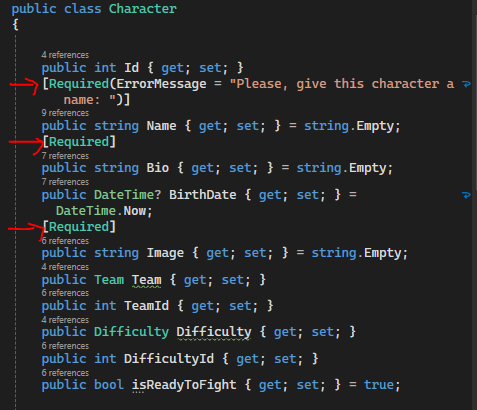 public class Character
{
4 references
public int Id { get; set; }
[Required(ErrorMessage = "Please, give this character a
name: ")]
9 references
public string Name { get; set; } = string.Empty;
[Required]
7 references
public string Bio { get; set; } = string.Empty;
7 references
public DateTime? BirthDate { get; set; } =
DateTime.Now;
[Required]
6 references
public string Image { get; set; } = string.Empty;
4 references
public Team Team { get; set; }
6 references
public int TeamId { get; set; }
4 references
public Difficulty Difficulty { get; set; }
6 references
public int DifficultyId { get; set; }
6 references
public bool isReadyToFight { get; set; } = true;